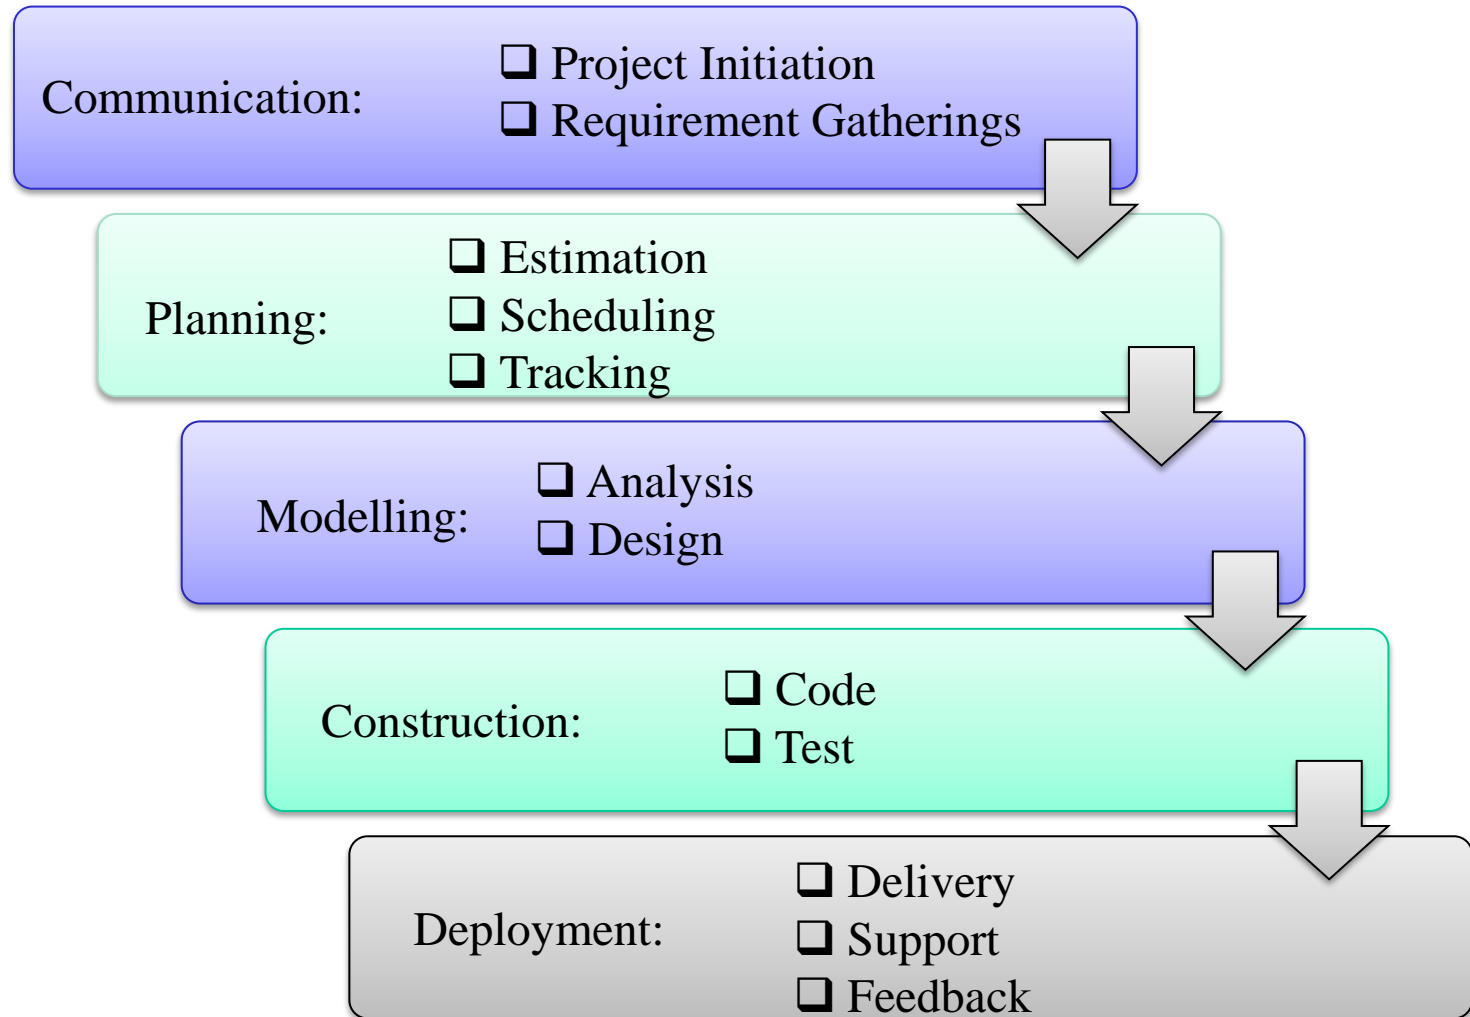 Communication:
❑ Project Initiation
❑ Requirement Gatherings
Planning:
❑ Estimation
❑ Scheduling
❑ Tracking
Modelling:
❑ Analysis
❑ Design
Construction:
❑ Code
❑ Test
Deployment:
❑ Delivery
❑ Support
❑ Feedback